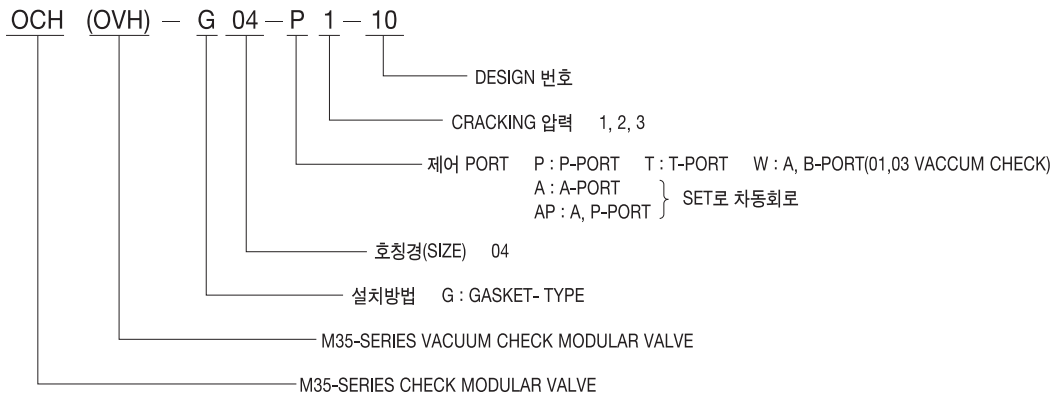 OCH (OVH) - G 04 - P 1 - 10
DESIGN 번호
CRACKING 압력 1, 2, 3
제어 PORT P : P-PORT T : T-PORT W : A, B-PORT(01,03 VACCUM CHECK)
A : A-PORT
AP : A, P-PORT } SET로 차동회로
호칭경(SIZE) 04
설치방법 G : GASKET- TYPE
M35-SERIES VACUUM CHECK MODULAR VALVE
M35-SERIES CHECK MODULAR VALVE